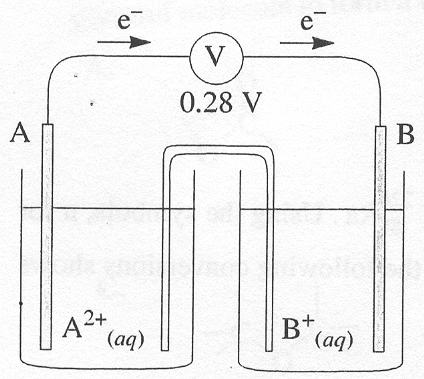 e⁻ e⁻
V
0.28 V
A B
A²⁺(aq) B⁺(aq)